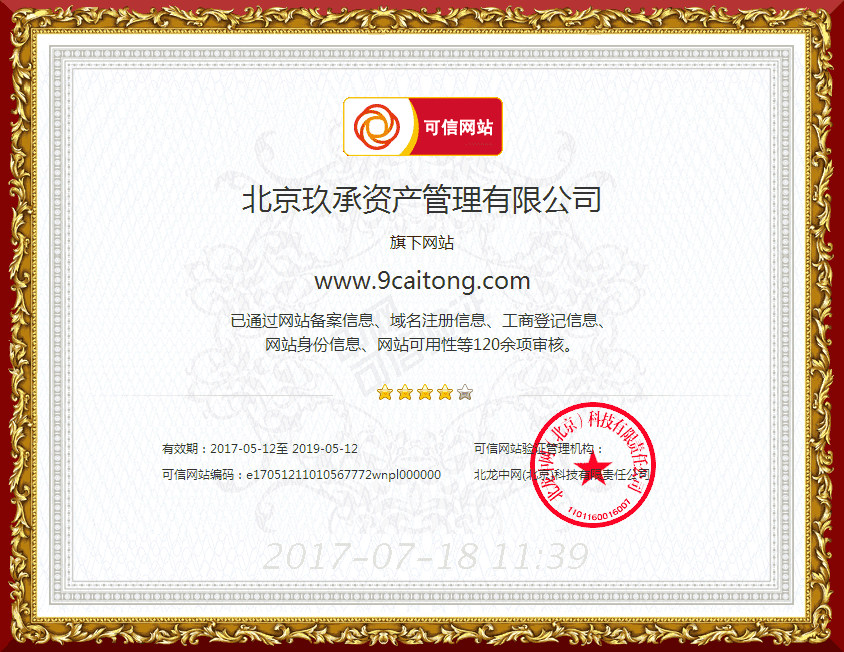 可信网站
北京玖承资产管理有限公司
旗下网站
www.9caitong.com
已通过网站备案信息、域名注册信息、工商登记信息、
网站身份信息、网站可用性等120余项审核。
有效期：2017-05-12至 2019-05-12
可信网站验证管理机构：
可信网站编码：e17051211010567772wnpl000000
北龙中网(北京)科技有限责任公司
北龙中网（北京）科技有限责任公司
1101160016007
2017-07-18 11:39